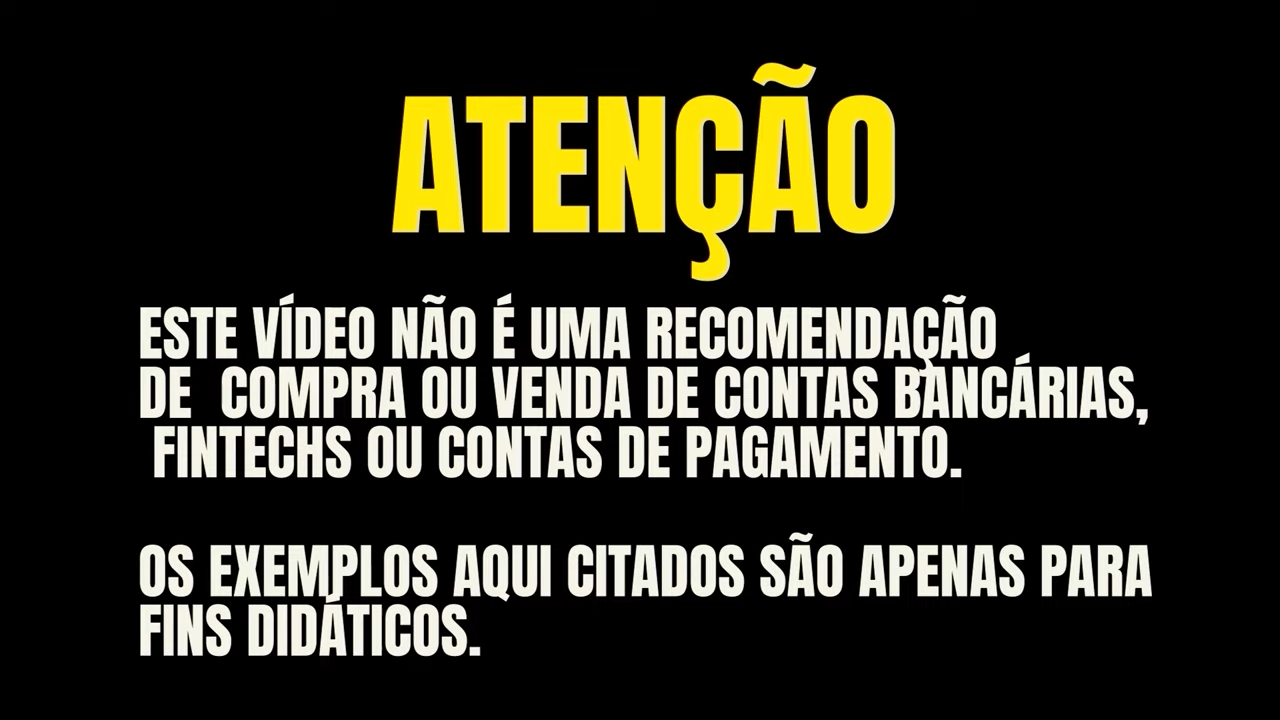 ATENÇÃO
ESTE VÍDEO NÃO É UMA RECOMENDAÇÃO
DE COMPRA OU VENDA DE CONTAS BANCÁRIAS,
FINTECHS OU CONTAS DE PAGAMENTO.
OS EXEMPLOS AQUI CITADOS SÃO APENAS PARA
FINS DIDÁTICOS.